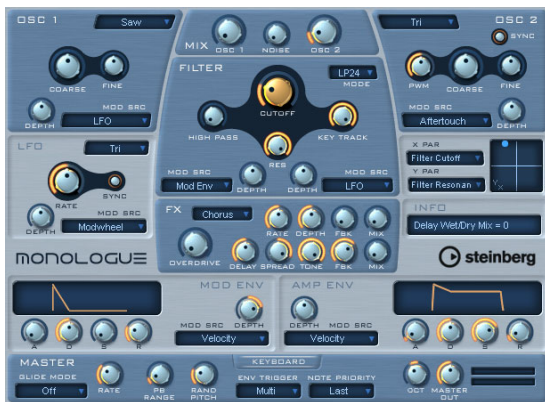 OSC 1
Saw
COARSE
FINE
DEPTH
MOD SRC
LFO
MIX
OSC 1
NOISE
OSC 2
Tri
OSC 2
SYNC
PWM
COARSE
FINE
MOD SRC
Aftertouch
DEPTH
FILTER
LP24
MODE
CUTOFF
HIGH PASS
KEY TRACK
RES
MOD SRC
Mod Env
DEPTH
DEPTH
MOD SRC
LFO
LFO
Tri
RATE
SYNC
DEPTH
MOD SRC
Modwheel
X PAR
Filter Cutoff
Y PAR
Filter Resonan
Y
X
INFO
Delay Wet/Dry Mix = 0
FX
Chorus
RATE
DEPTH
FBK
MIX
OVERDRIVE
DELAY
SPREAD
TONE
FBK
MIX
MONOLOGUE
steinberg
MOD ENV
MOD SRC
DEPTH
Velocity
A
D
S
R
AMP ENV
DEPTH
MOD SRC
Velocity
A
D
S
R
MASTER
KEYBOARD
GLIDE MODE
Off
RATE
PB RANGE
RAND PITCH
ENV TRIGGER
Multi
NOTE PRIORITY
Last
OCT
MASTER OUT